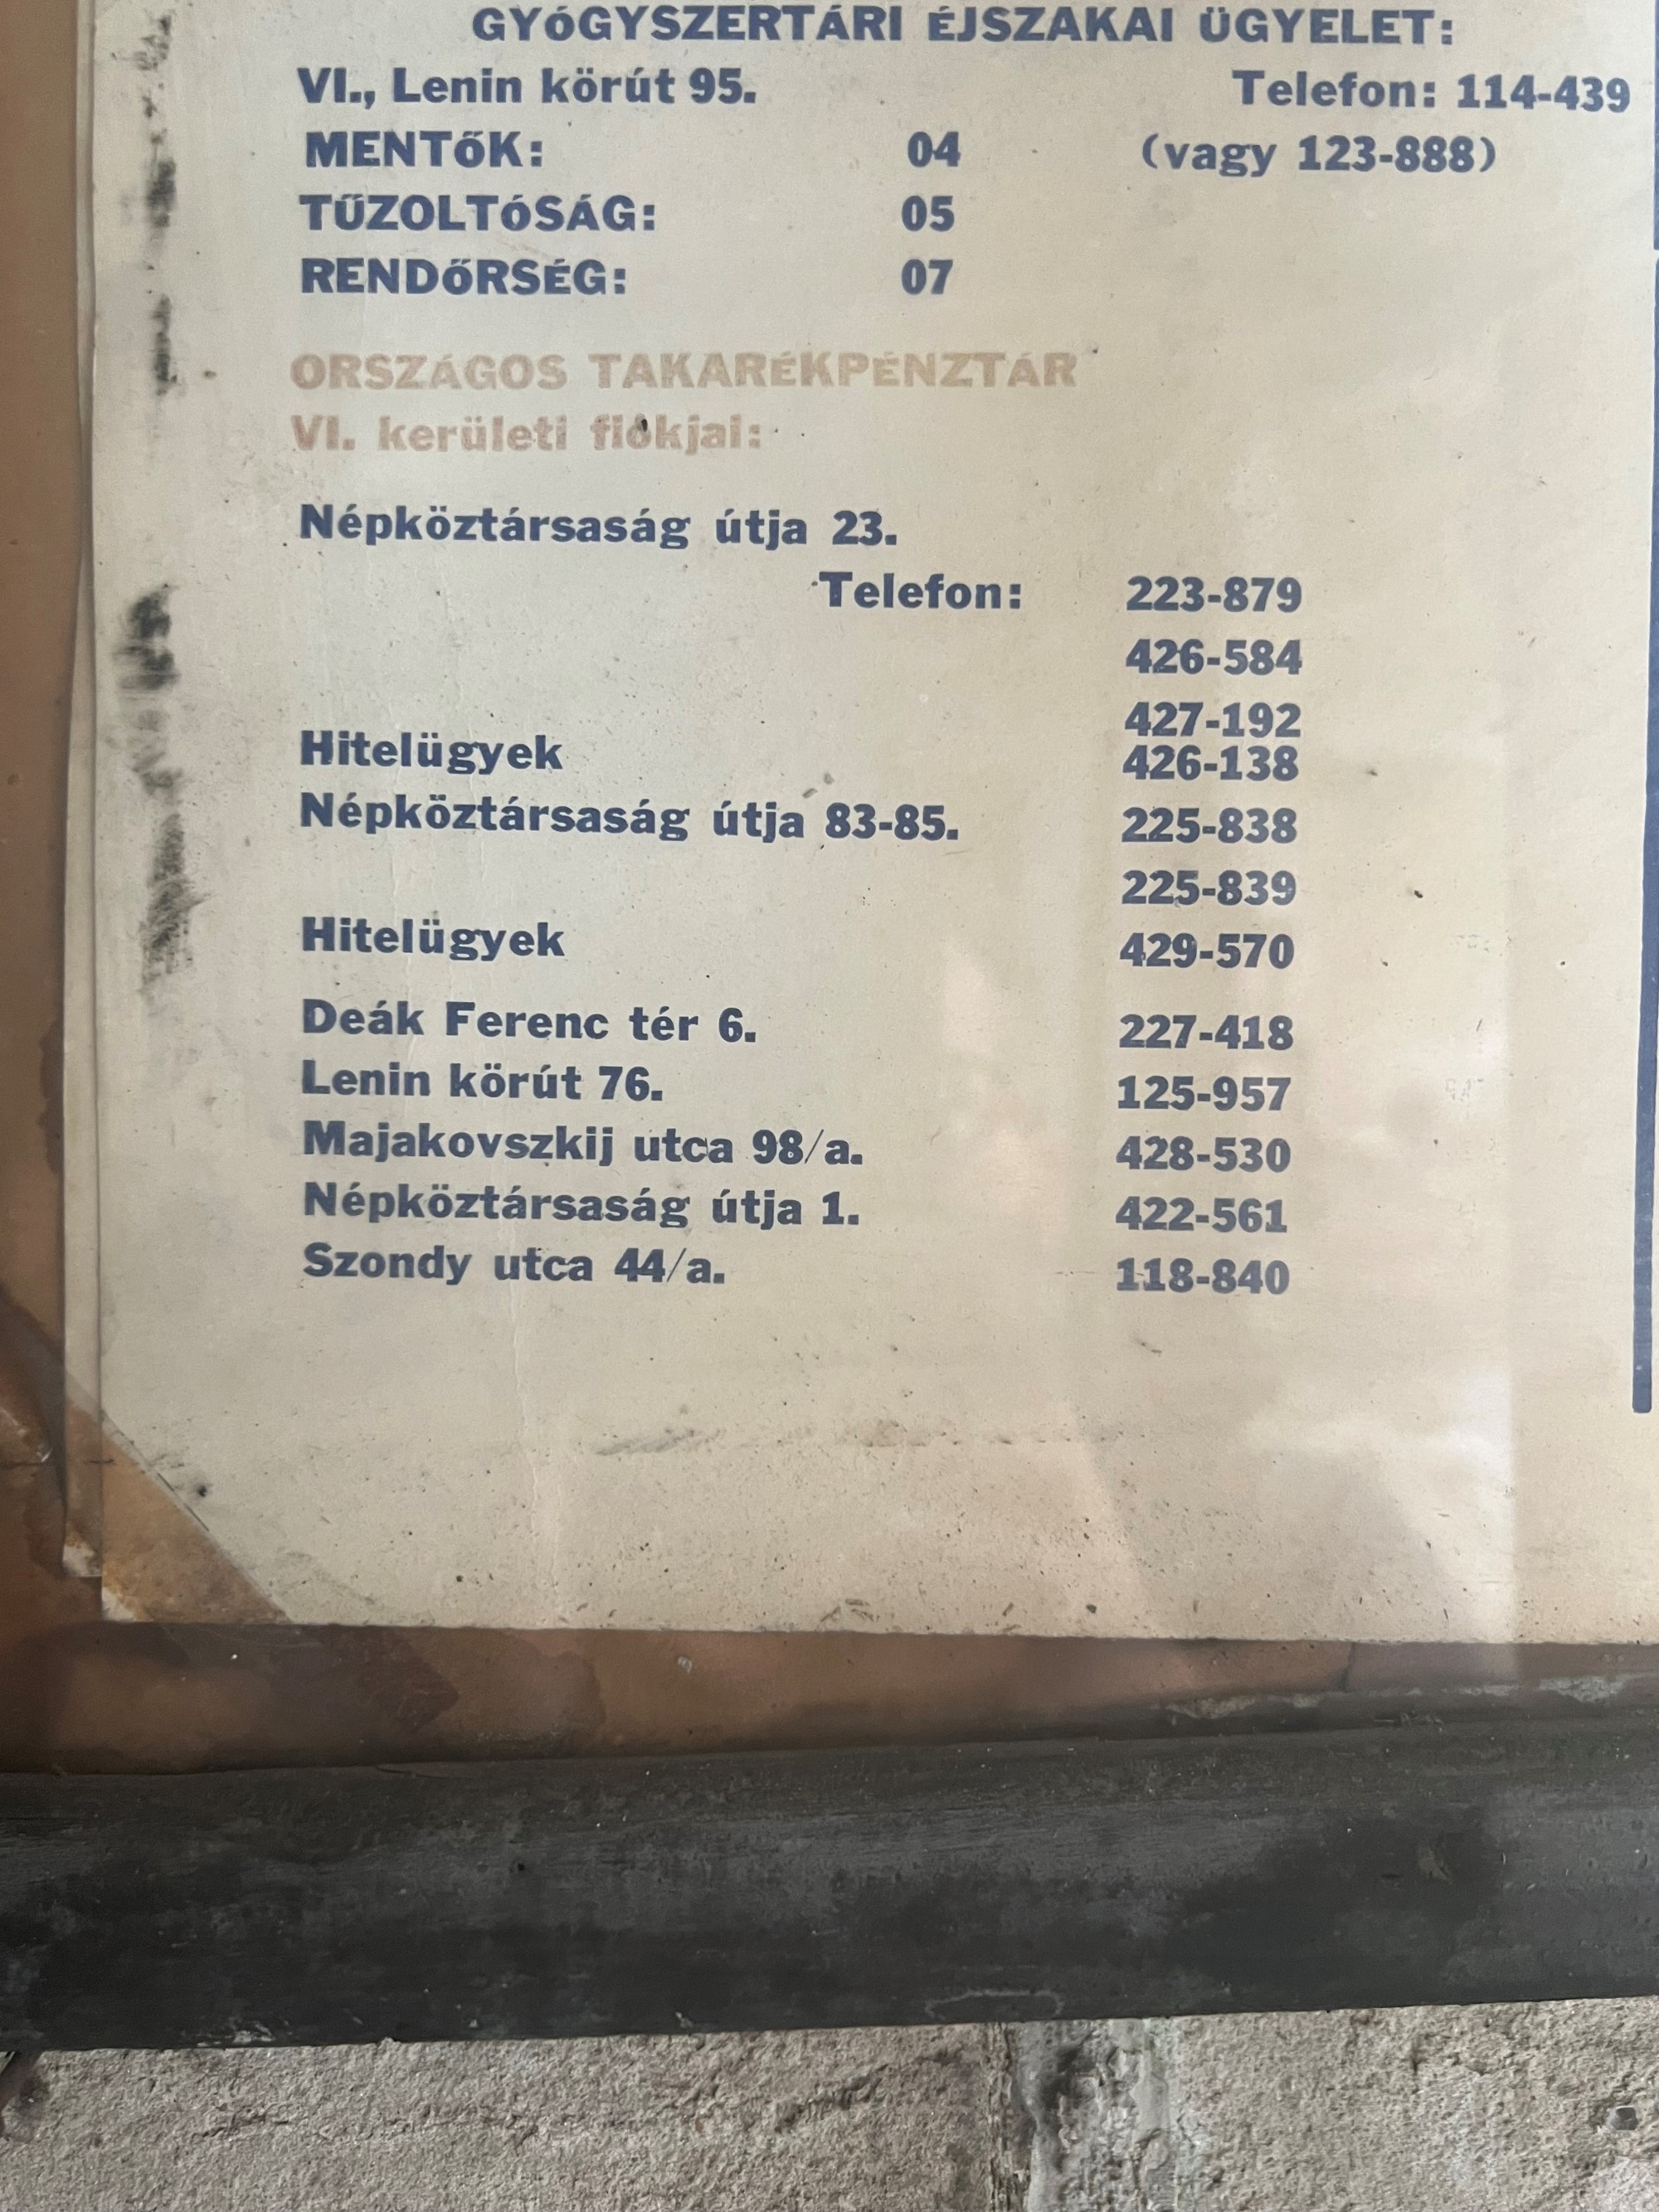 GYÓGYSZERTÁRI ÉJSZAKAI ÜGYELET:
VI., Lenin körút 95. Telefon: 114-439
MENTŐK: 04 (vagy 123-888)
TŰZOLTÓSÁG: 05
RENDŐRSÉG: 07
ORSZÁGOS TAKARÉKPÉNZTÁR
VI. kerületi fiókjai:
Népköztársaság útja 23.
Telefon: 223-879
426-584
427-192
Hitelügyek 426-138
Népköztársaság útja 83-85. 225-838
225-839
Hitelügyek 429-570
Deák Ferenc tér 6. 227-418
Lenin körút 76. 125-957
Majakovszkij utca 98/a. 428-530
Népköztársaság útja 1. 422-561
Szondy utca 44/a. 118-840